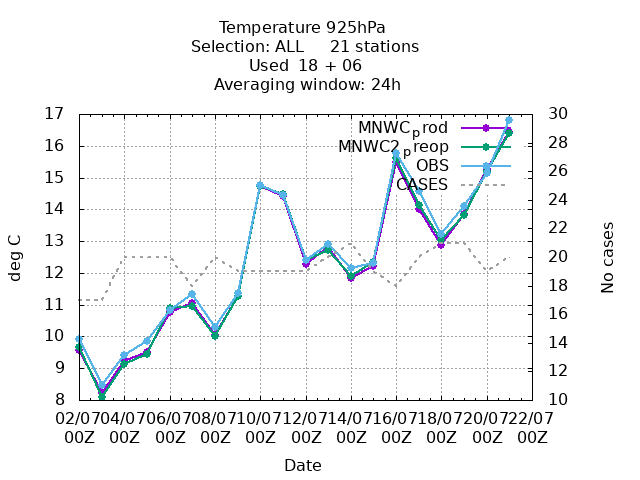 Temperature 925hPa
Selection: ALL 21 stations
Used 18 + 06
Averaging window: 24h
MNWCprod
MNWC2preop
OBS
CASES
deg C
17
16
15
14
13
12
11
10
9
8
No cases
30
28
26
24
22
20
18
16
14
12
10
02/07 04/07 06/07 08/07 10/07 12/07 14/07 16/07 18/07 20/07 22/07
00Z 00Z 00Z 00Z 00Z 00Z 00Z 00Z 00Z 00Z 00Z
Date